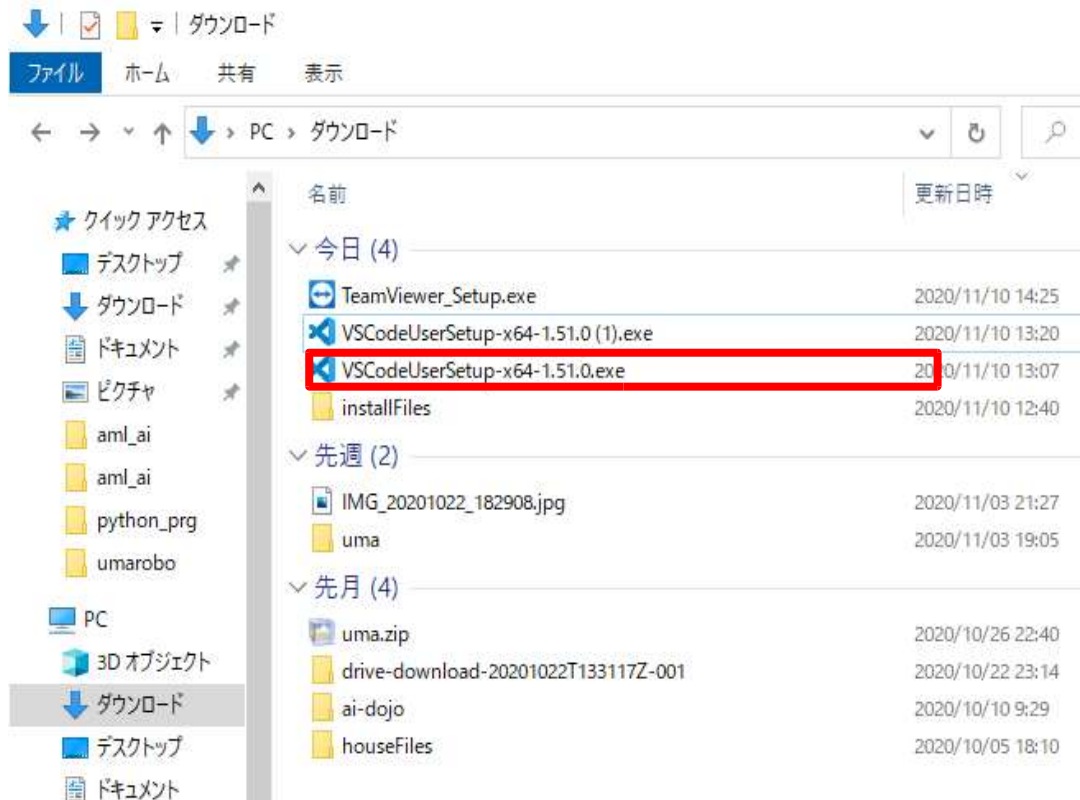 ダウンロード
ファイル ホーム 共有 表示
PC › ダウンロード
名前 更新日時
クイック アクセス
デスクトップ
ダウンロード
ドキュメント
ピクチャ
aml_ai
aml_ai
python_prg
umarobo
PC
3D オブジェクト
ダウンロード
デスクトップ
ドキュメント
今日 (4)
TeamViewer_Setup.exe 2020/11/10 14:25
VSCodeUserSetup-x64-1.51.0 (1).exe 2020/11/10 13:20
VSCodeUserSetup-x64-1.51.0.exe 2020/11/10 13:07
installFiles 2020/11/10 12:40
先週 (2)
IMG_20201022_182908.jpg 2020/11/03 21:27
uma 2020/11/03 19:05
先月 (4)
uma.zip 2020/10/26 22:40
drive-download-20201022T133117Z-001 2020/10/22 23:14
ai-dojo 2020/10/10 9:29
houseFiles 2020/10/05 18:10